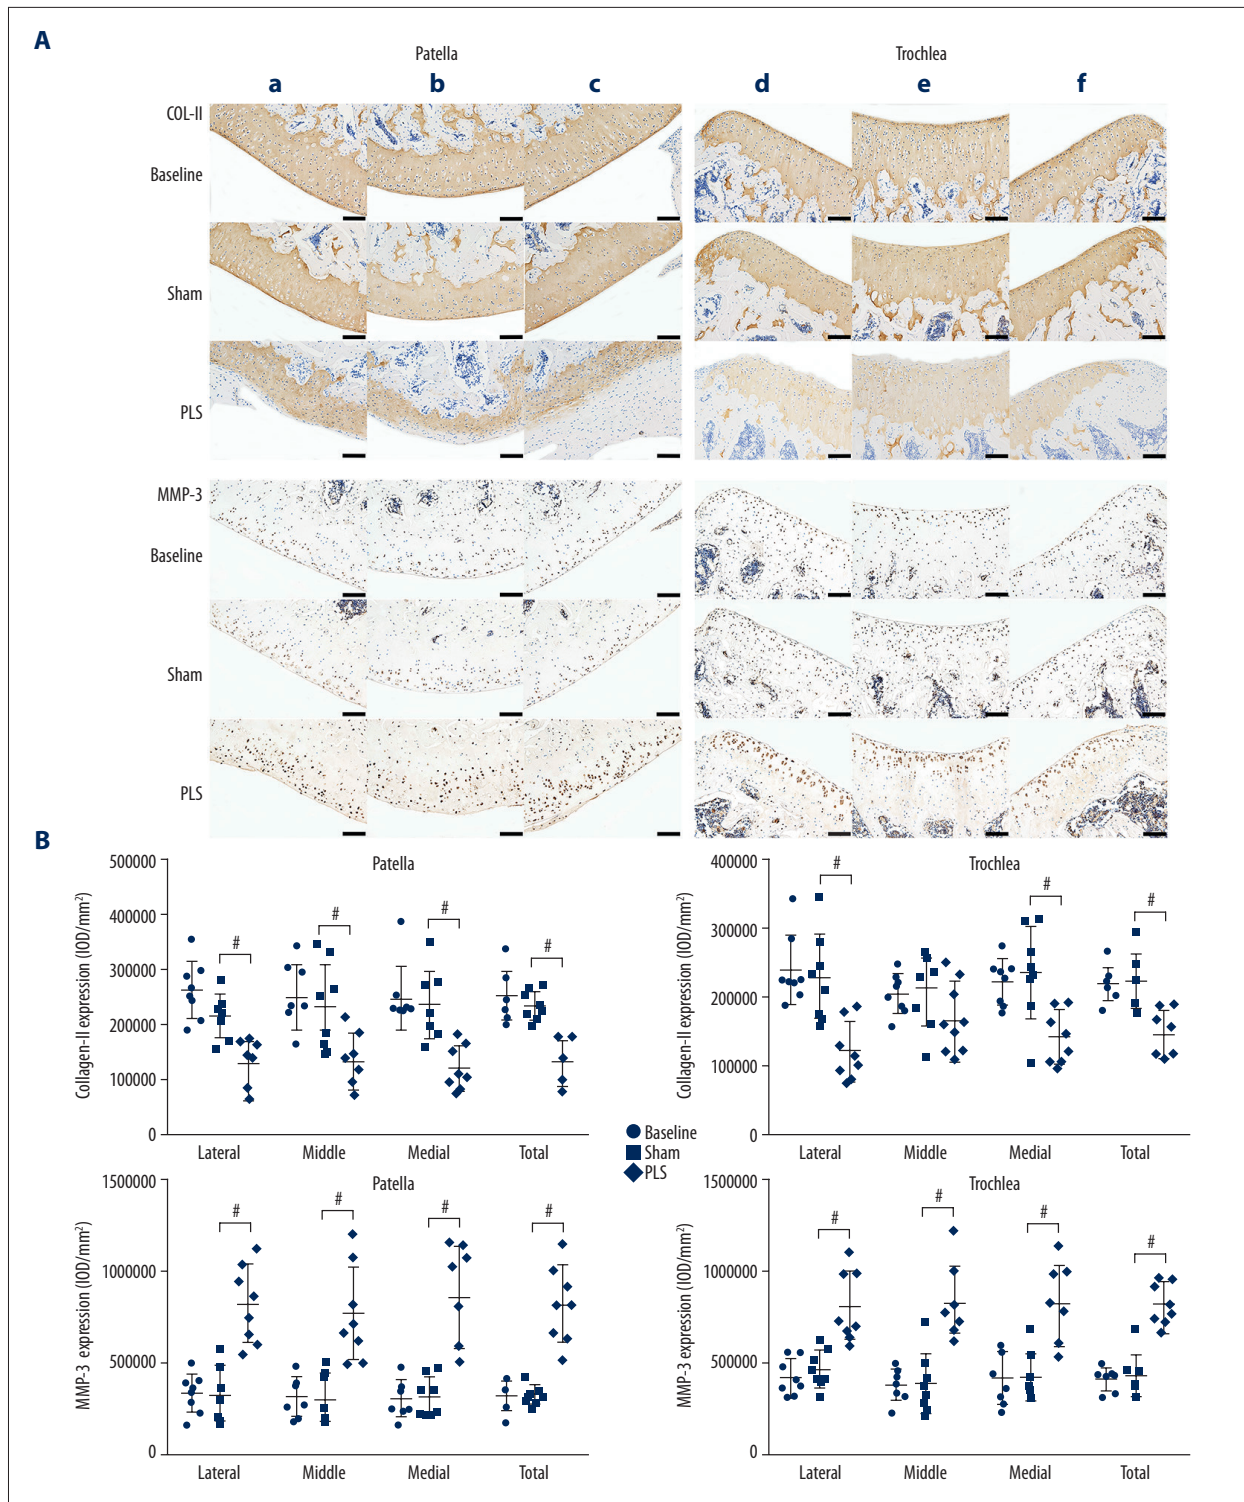 A
Patella
Trochlea
a b c d e f
COL-II
Baseline
Sham
PLS
MMP-3
Baseline
Sham
PLS
B
Patella
Collagen-II expression (IOD/mm²)
500000
400000
300000
200000
100000
0
# # # #
Lateral Middle Medial Total
Trochlea
Collagen-II expression (IOD/mm²)
400000
300000
200000
100000
0
# # #
Lateral Middle Medial Total
Baseline
Sham
PLS
Patella
MMP-3 expression (IOD/mm²)
1500000
1000000
500000
0
# # # #
Lateral Middle Medial Total
Trochlea
MMP-3 expression (IOD/mm²)
1500000
1000000
500000
0
# # # #
Lateral Middle Medial Total